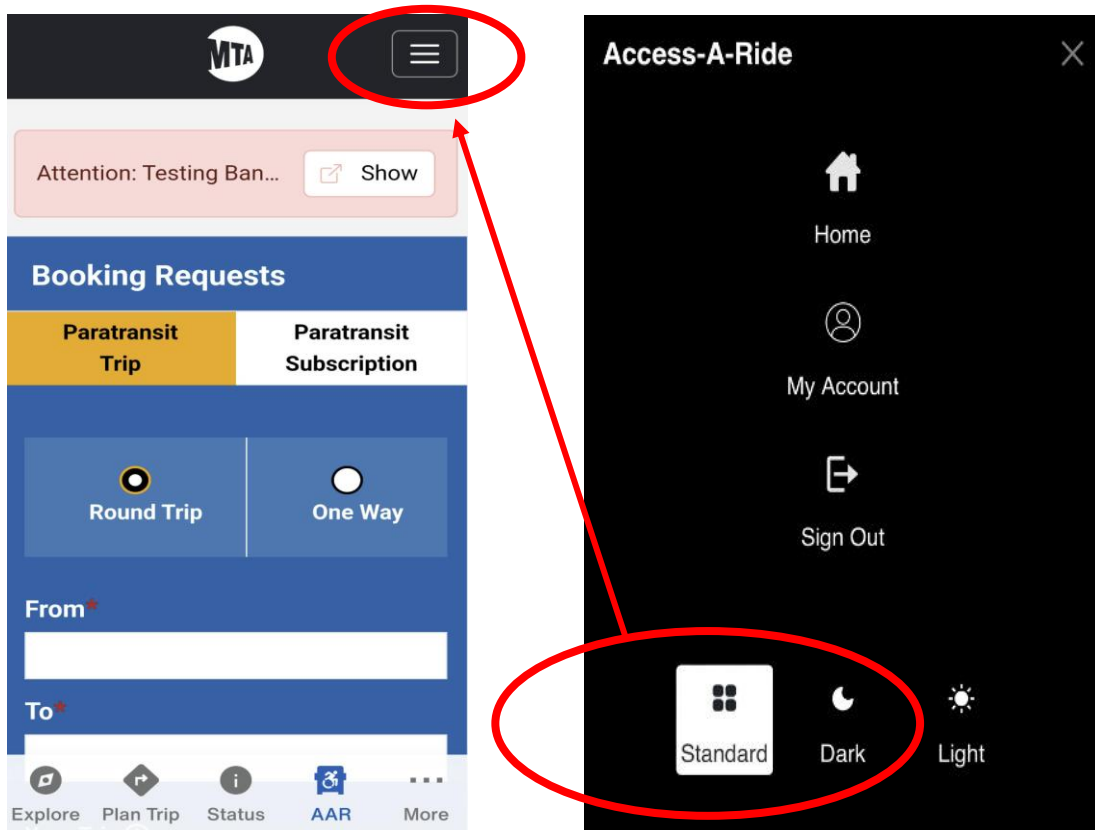 MTA
Attention: Testing Ban...
Show
Booking Requests
Paratransit
Trip
Paratransit
Subscription
Round Trip
One Way
From*
To*
Explore
Plan Trip
Status
AAR
More
Access-A-Ride
Home
My Account
Sign Out
Standard
Dark
Light